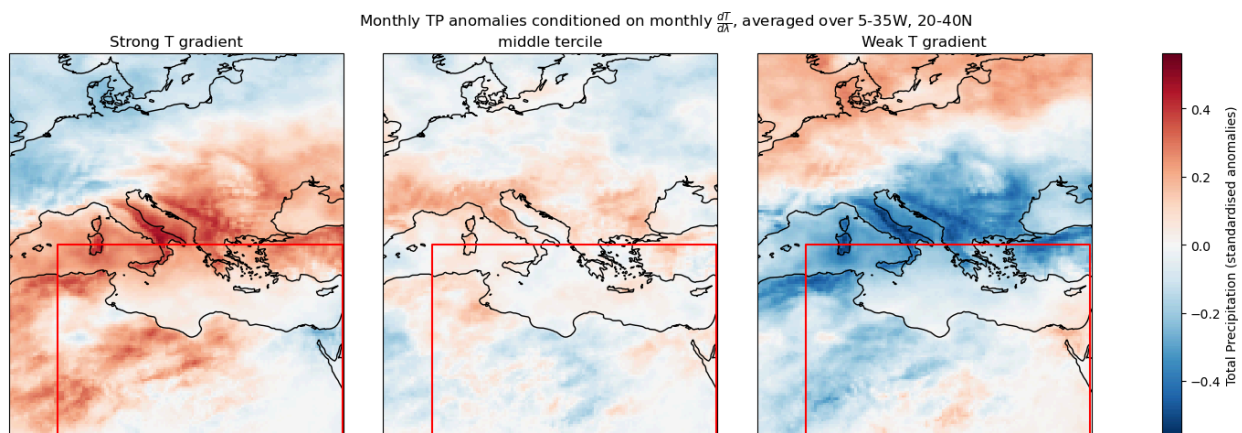 Monthly TP anomalies conditioned on monthly dT/dλ, averaged over 5-35W, 20-40N
Strong T gradient
middle tercile
Weak T gradient
0.4
0.2
0.0
−0.2
−0.4
Total Precipitation (standardised anomalies)